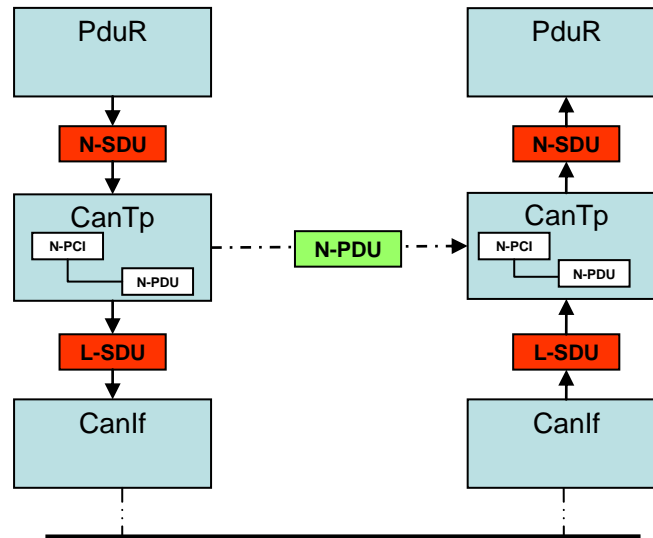 PduR
PduR
N-SDU
N-SDU
CanTp
CanTp
N-PCI
N-PDU
N-PDU
N-PCI
N-PDU
L-SDU
L-SDU
CanIf
CanIf